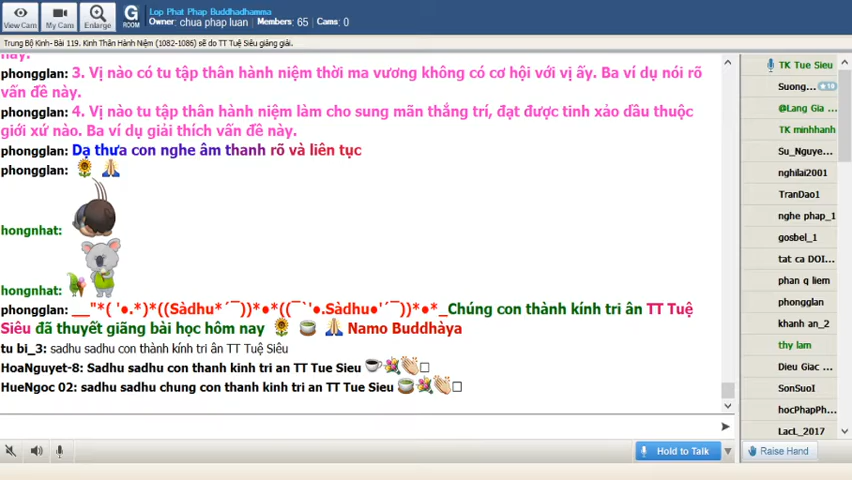 View Cam
My Cam
Enlarge
G
ROOM
Lop Phat Phap Buddhadhamma
Owner: chua phap luan Members: 65 Cams: 0
Trung Bộ Kinh- Bài 119. Kinh Thân Hành Niệm (1082-1086) sẽ do TT Tuệ Siêu giảng giải.
này.
phongglan: 3. Vị nào có tu tập thân hành niệm thời ma vương không có cơ hội với vị ấy. Ba ví dụ nói rõ
vấn đề này.
phongglan: 4. Vị nào tu tập thân hành niệm làm cho sung mãn thắng trí, đạt được tinh xảo dầu thuộc
giới xứ nào. Ba ví dụ giải thích vấn đề này.
phongglan: Dạ thưa con nghe âm thanh rõ và liên tục
phongglan:
hongnhat:
hongnhat:
phongglan: __"*( '•.*)*((Sàdhu*´¯))*•*((¯`'•.Sàdhu•'´¯))*•*_Chúng con thành kính tri ân TT Tuệ
Siêu đã thuyết giãng bài học hôm nay Namo Buddhàya
tu bi_3: sadhu sadhu con thành kính tri ân TT Tuệ Siêu
HoaNguyet-8: Sadhu sadhu con thanh kinh tri an TT Tue Sieu
HueNgoc 02: sadhu sadhu chung con thanh kinh tri an TT Tue Sieu
Hold to Talk
TK Tue Sieu
Suong... 10
@Lang Gia ...
TK minhhanh
Su_Nguye...
nghilai2001
TranDao1
nghe phap_1
gosbel_1
tat ca DOI...
phan q liem
phongglan
khanh an_2
thy lam
Dieu Giac ...
SonSuoI
hocPhapPh...
LacL_2017
Raise Hand